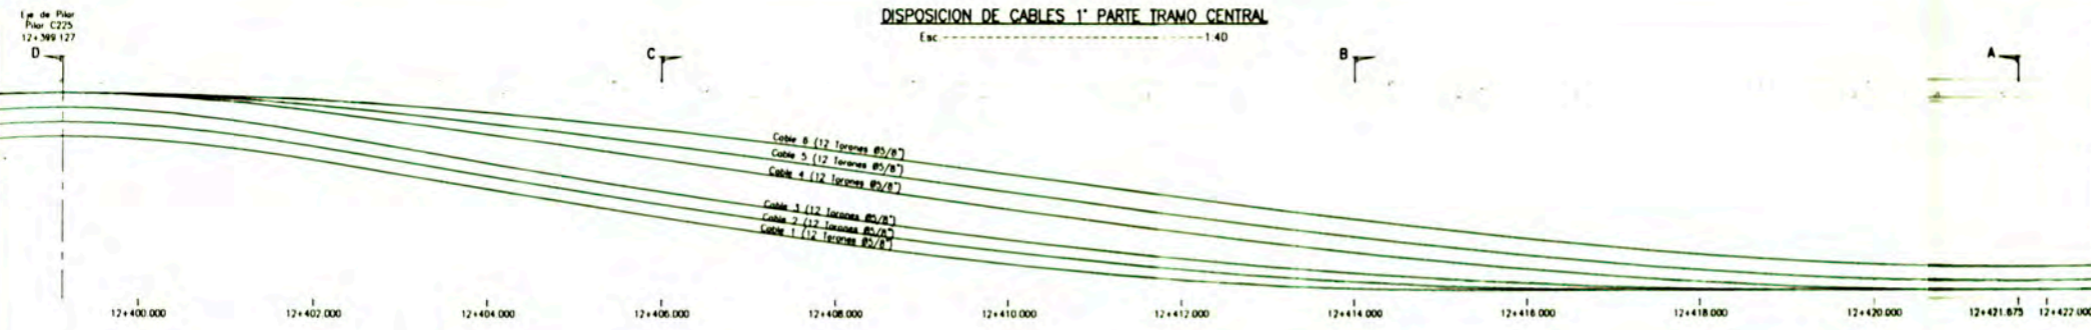 Eje de Pilar
Pilar C225
12+399.127
DISPOSICION DE CABLES 1ª PARTE TRAMO CENTRAL
Esc. 1:40
D
C
B
A
Cable 6 (12 Torones Ø5/8")
Cable 5 (12 Torones Ø5/8")
Cable 4 (12 Torones Ø5/8")
Cable 3 (12 Torones Ø5/8")
Cable 2 (12 Torones Ø5/8")
Cable 1 (12 Torones Ø5/8")
12+400.000 12+402.000 12+404.000 12+406.000 12+408.000 12+410.000 12+412.000 12+414.000 12+416.000 12+418.000 12+420.000 12+421.875 12+422.000